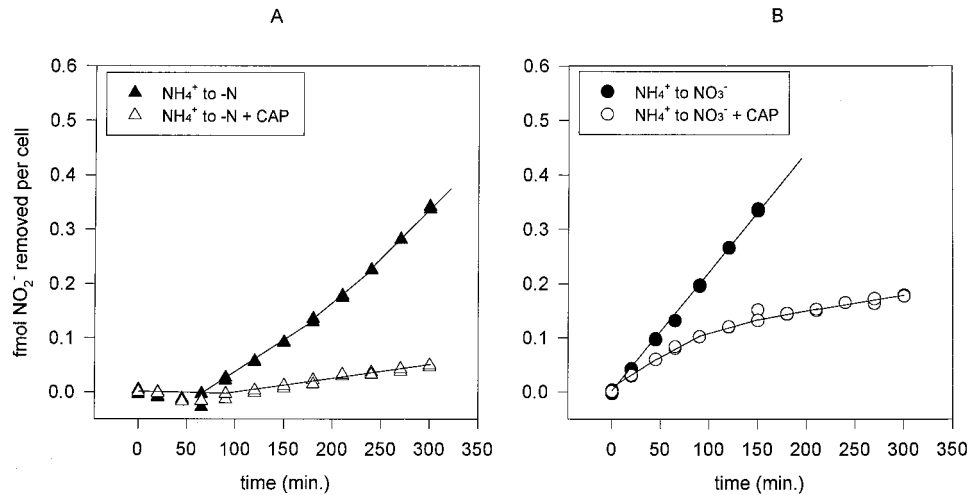 A
B
fmol NO₂⁻ removed per cell
0.6
0.5
0.4
0.3
0.2
0.1
0.0
NH₄⁺ to -N
NH₄⁺ to -N + CAP
0 50 100 150 200 250 300 350
time (min.)
0.6
0.5
0.4
0.3
0.2
0.1
0.0
NH₄⁺ to NO₃⁻
NH₄⁺ to NO₃⁻ + CAP
0 50 100 150 200 250 300 350
time (min.)